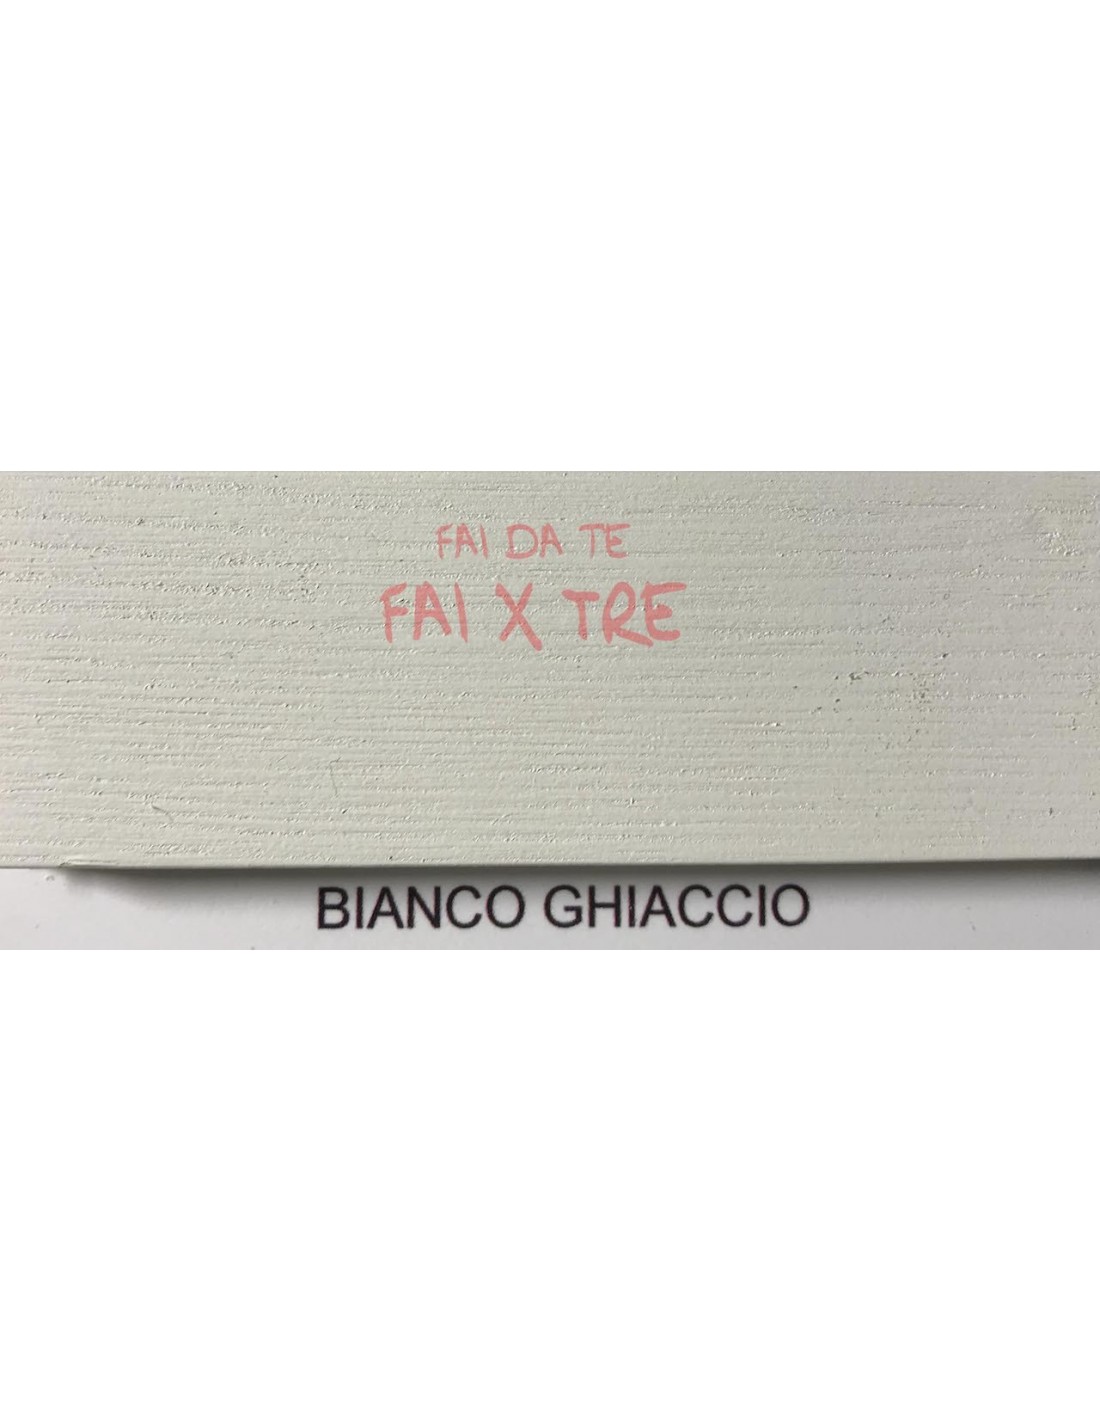 FAI DA TE
FAI X TRE
BIANCO GHIACCIO